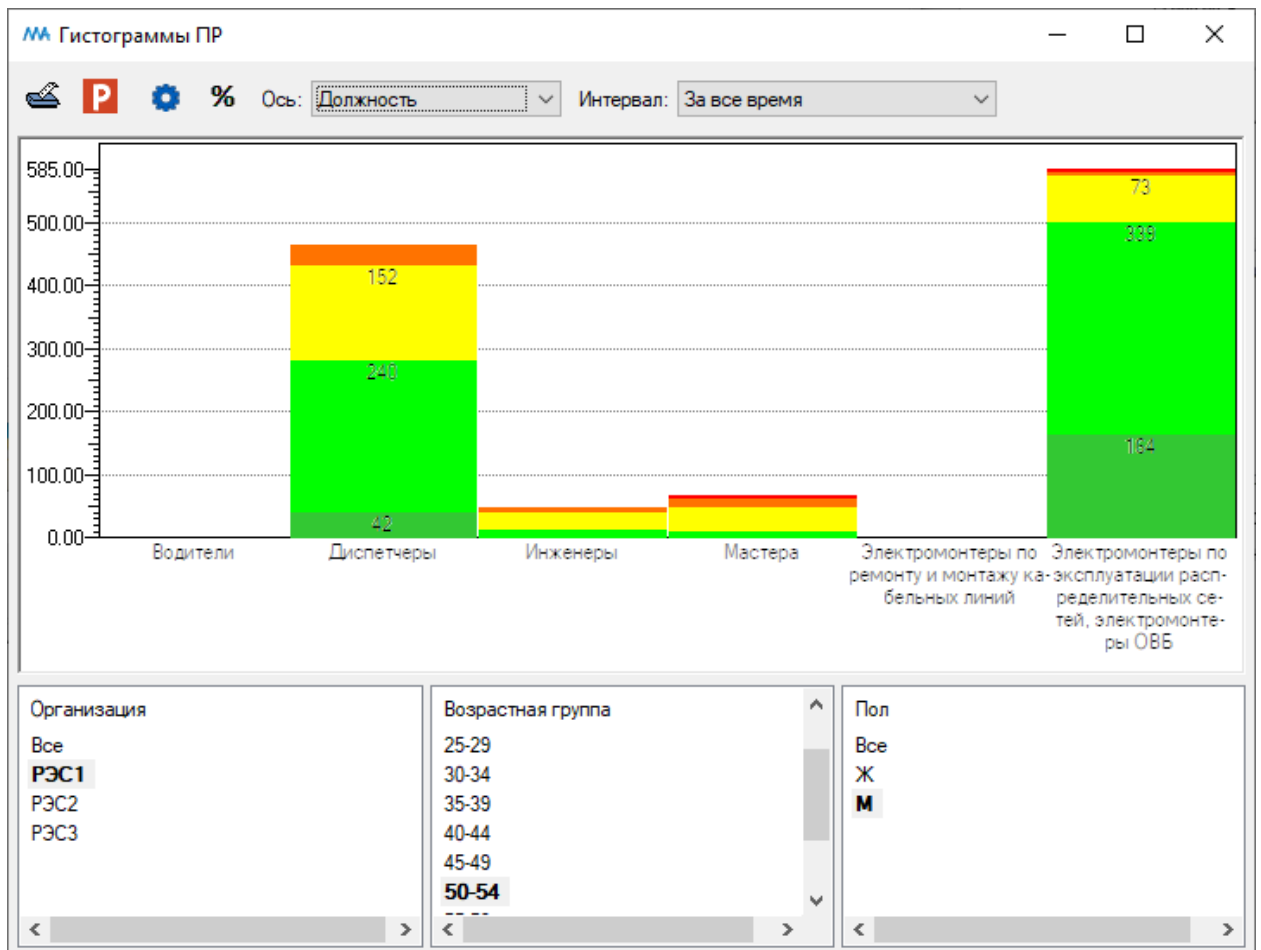 Гистограммы ПР
P % Ось: Должность Интервал: За все время
585.00
500.00
400.00
300.00
200.00
100.00
0.00
73
339
164
152
240
42
Водители
Диспетчеры
Инженеры
Мастера
Электромонтеры по
ремонту и монтажу ка-
бельных линий
Электромонтеры по
эксплуатации расп-
ределительных се-
тей, электромонте-
ры ОВБ
Организация
Все
РЭС1
РЭС2
РЭС3
Возрастная группа
25-29
30-34
35-39
40-44
45-49
50-54
Пол
Все
Ж
М